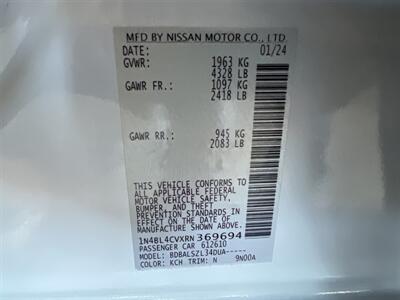 MFD BY NISSAN MOTOR CO., LTD.
DATE: 01/24
GVWR: 1963 KG
4328 LB
GAWR FR.: 1097 KG
2418 LB
GAWR RR.: 945 KG
2083 LB
THIS VEHICLE CONFORMS TO
ALL APPLICABLE FEDERAL
MOTOR VEHICLE SAFETY,
BUMPER, AND THEFT
PREVENTION STANDARDS IN
EFFECT ON THE DATE OF
MANUFACTURE SHOWN ABOVE.
1N4BL4CVXRN369694
PASSENGER CAR 612610
MODEL: BDBALSZL34DUA-----
COLOR: KCH TRIM: N 9N00A